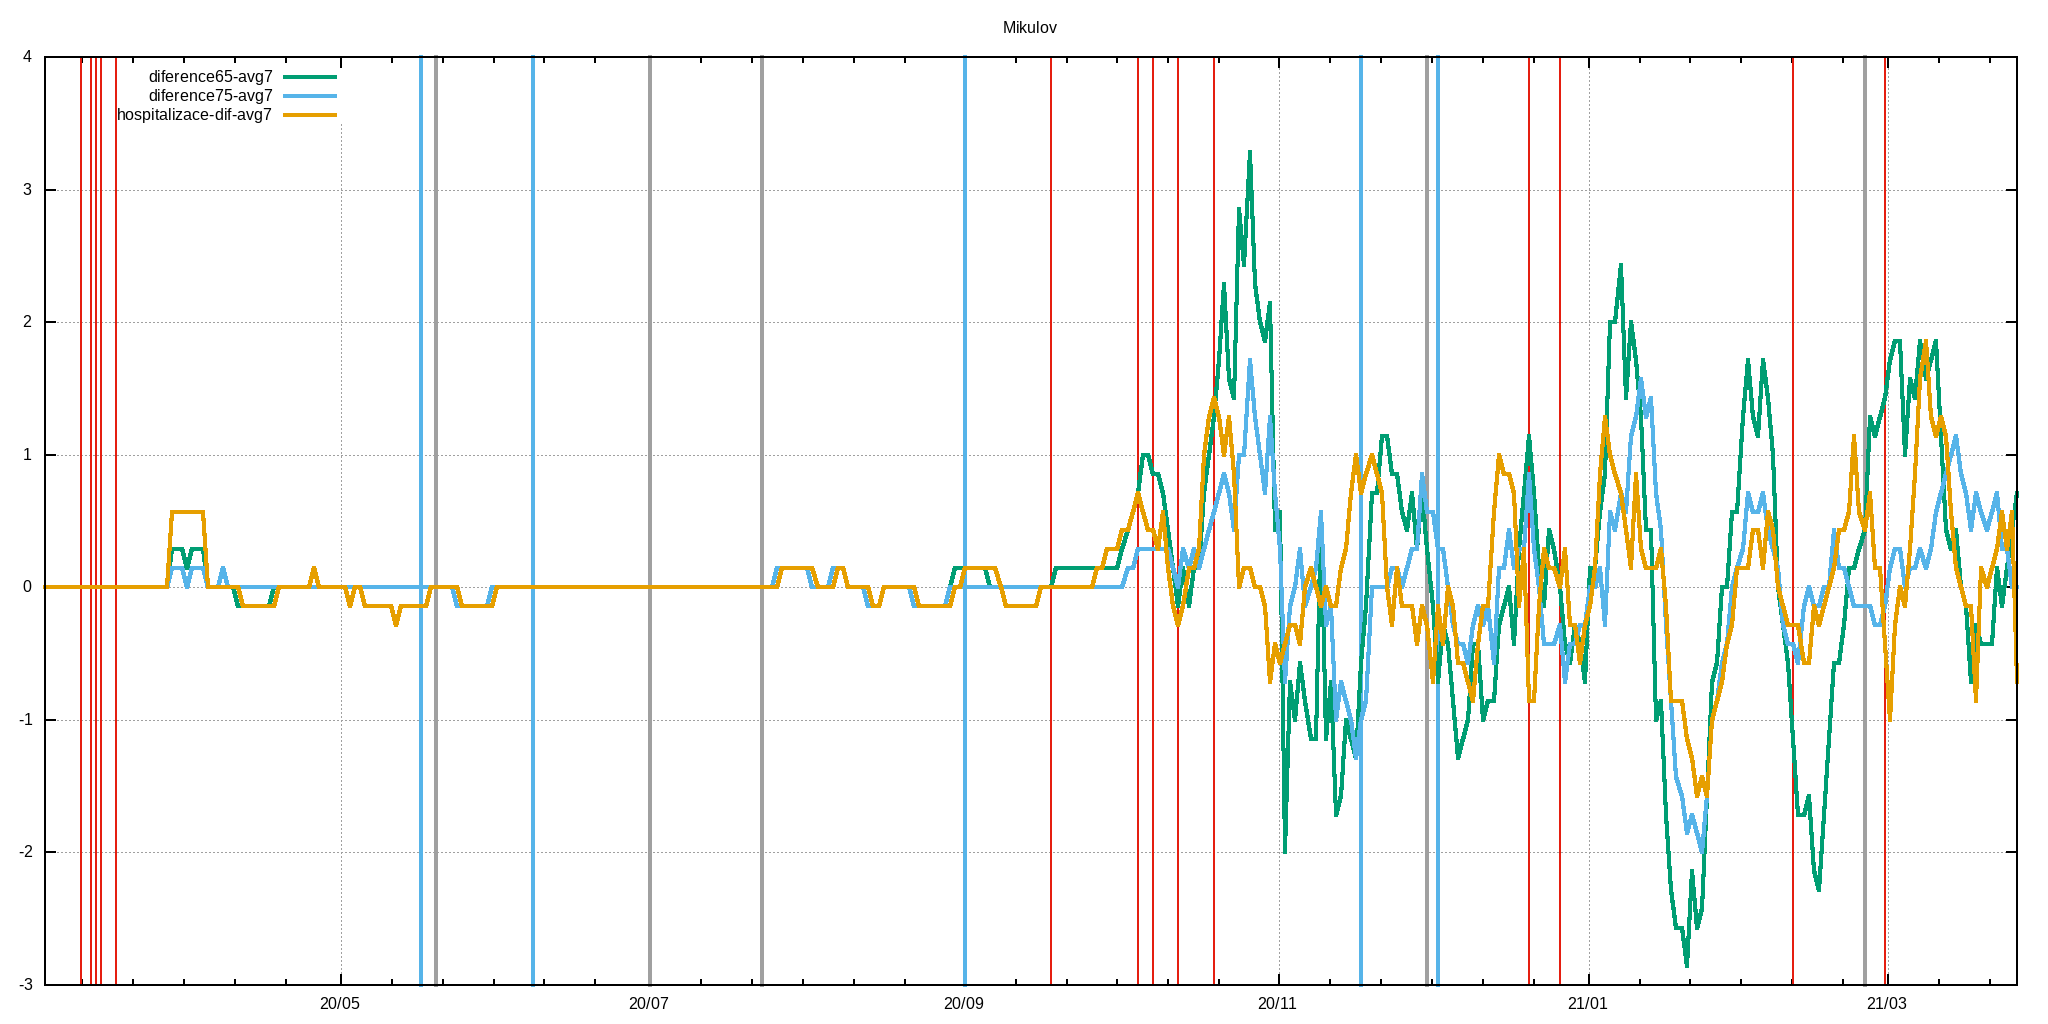 Mikulov
4
diference65-avg7
diference75-avg7
hospitalizace-dif-avg7
3
2
1
0
-1
-2
-3
20/05 20/07 20/09 20/11 21/01 21/03